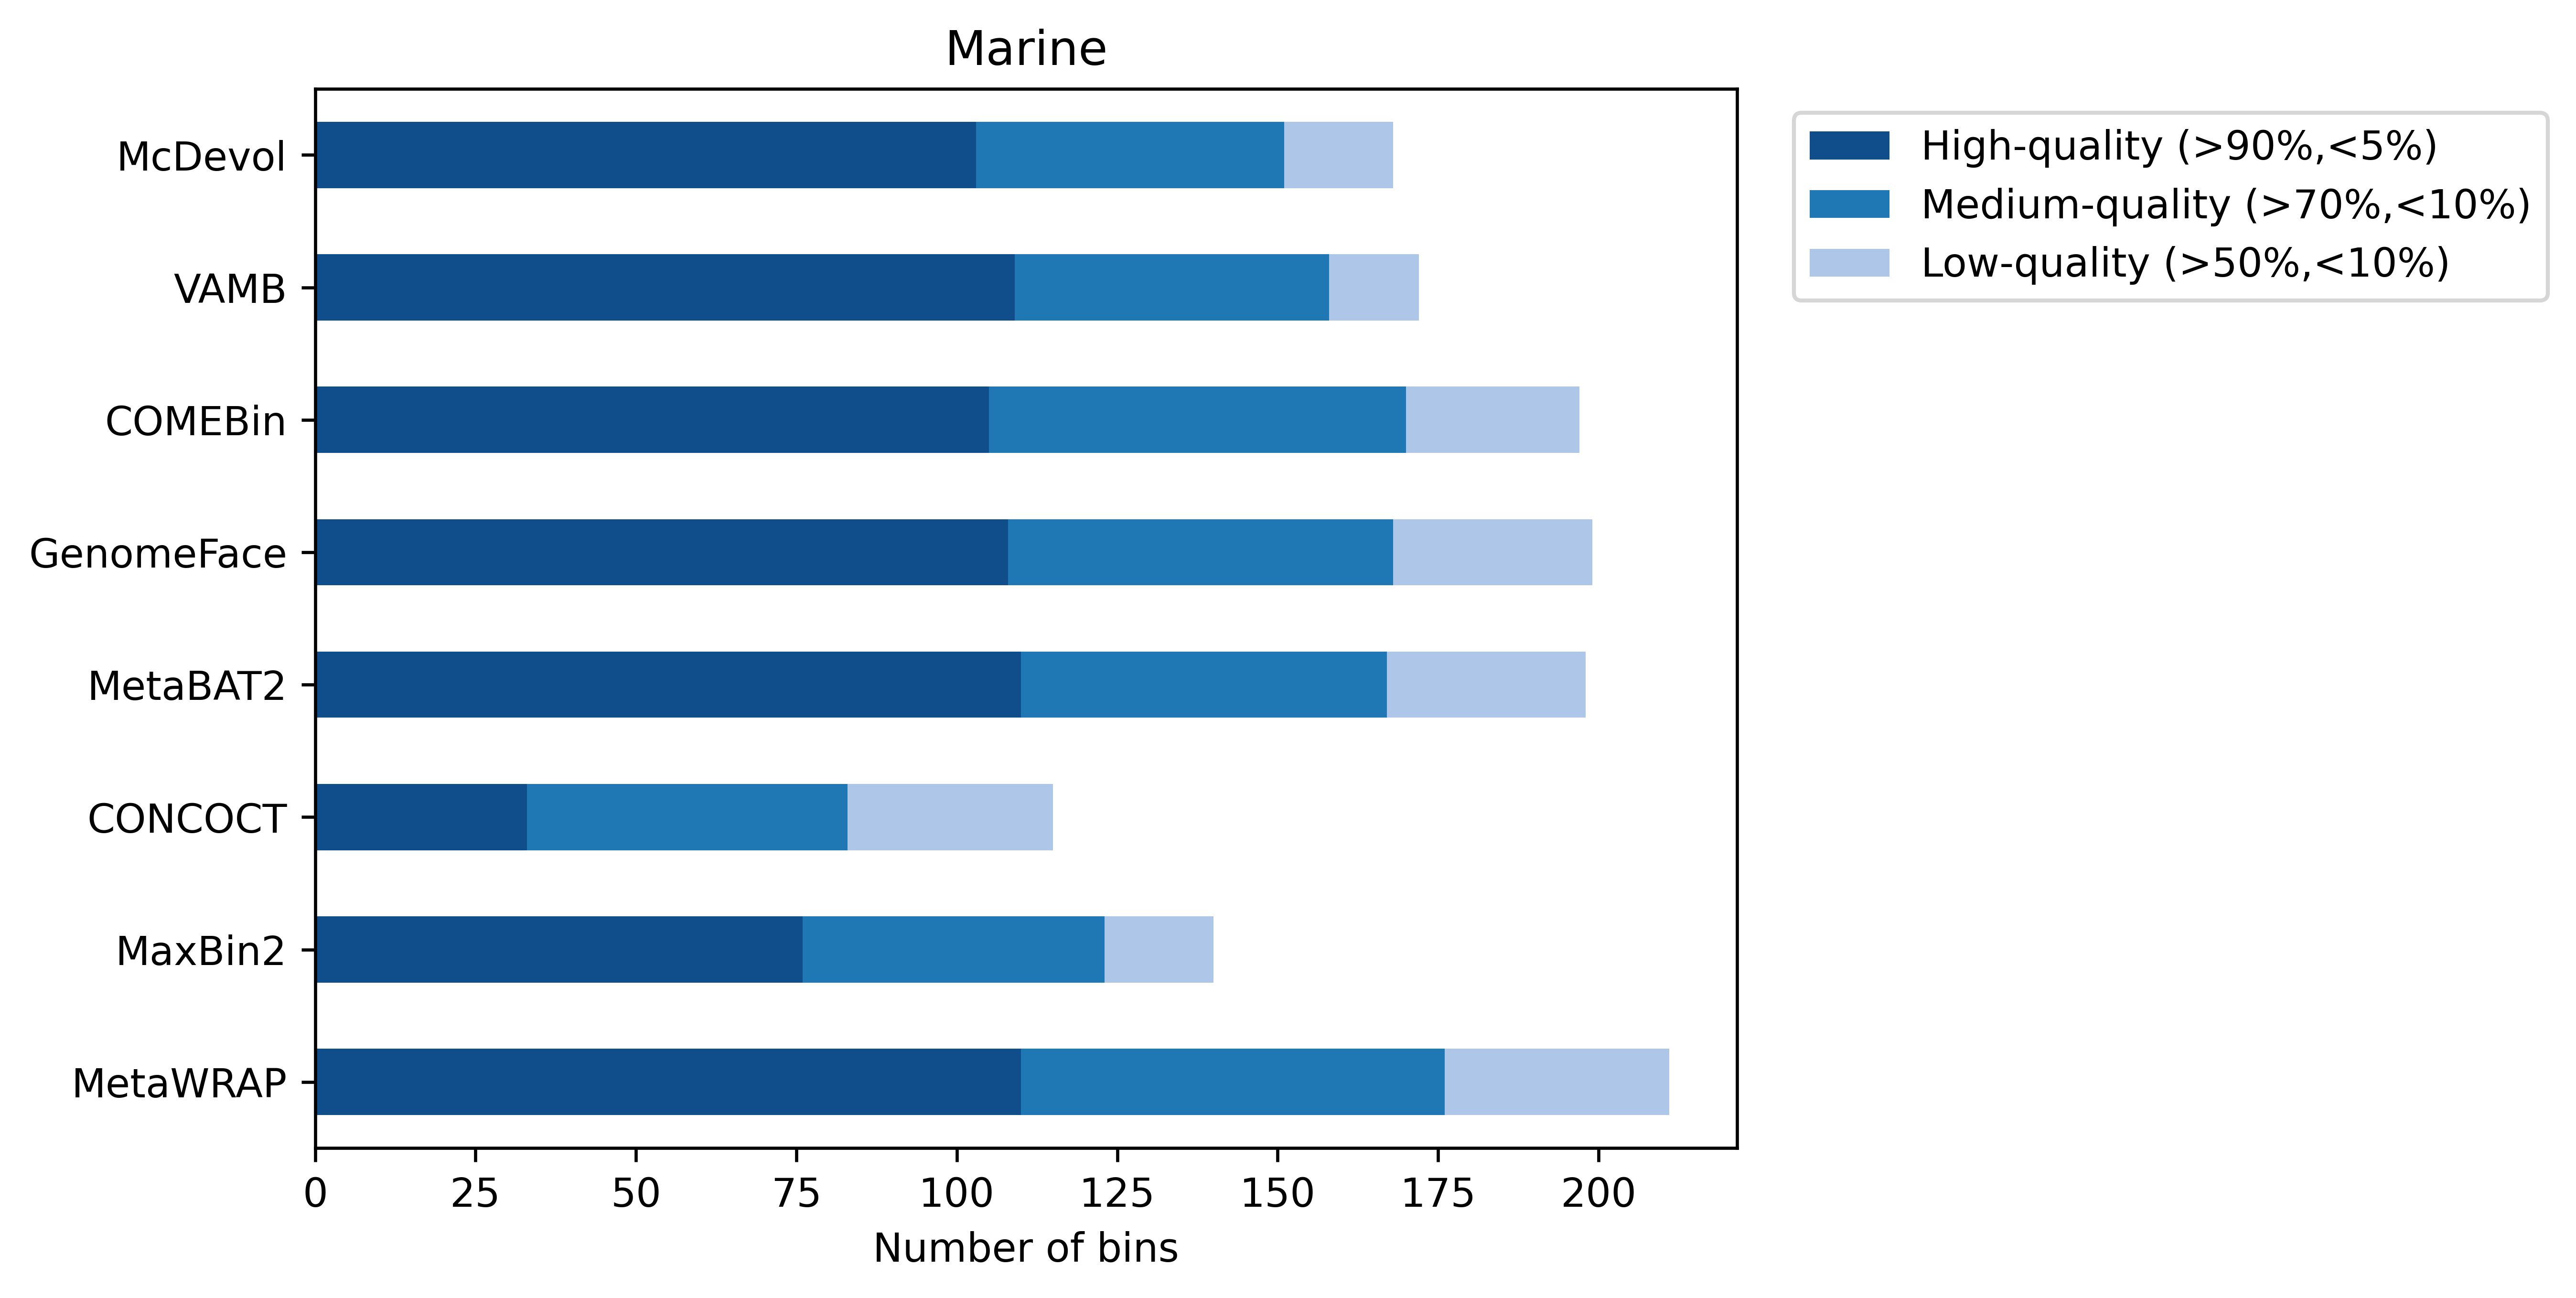 Marine
McDevol
VAMB
COMEBin
GenomeFace
MetaBAT2
CONCOCT
MaxBin2
MetaWRAP
0 25 50 75 100 125 150 175 200
Number of bins
High-quality (>90%,<5%)
Medium-quality (>70%,<10%)
Low-quality (>50%,<10%)